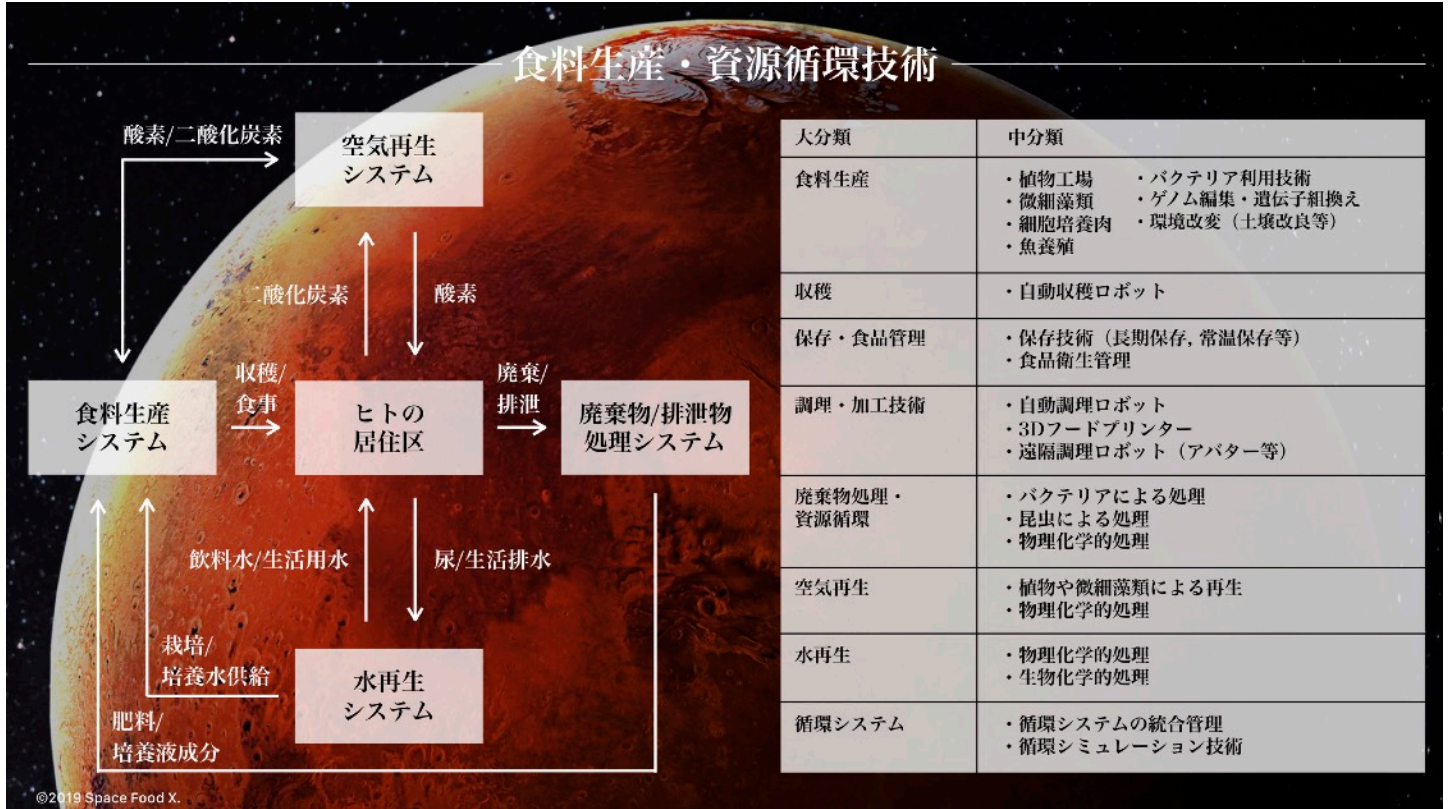 食料生産・資源循環技術
酸素/二酸化炭素
空気再生
システム
二酸化炭素
酸素
食料生産
システム
収穫/
食事
ヒトの
居住区
廃棄/
排泄
廃棄物/排泄物
処理システム
飲料水/生活用水
尿/生活排水
栽培/
培養水供給
水再生
システム
肥料/
培養液成分
大分類
中分類
食料生産
・植物工場
・微細藻類
・細胞培養肉
・魚養殖
・バクテリア利用技術
・ゲノム編集・遺伝子組換え
・環境改変（土壌改良等）
収穫
・自動収穫ロボット
保存・食品管理
・保存技術（長期保存, 常温保存等）
・食品衛生管理
調理・加工技術
・自動調理ロボット
・3Dフードプリンター
・遠隔調理ロボット（アバター等）
廃棄物処理・
資源循環
・バクテリアによる処理
・昆虫による処理
・物理化学的処理
空気再生
・植物や微細藻類による再生
・物理化学的処理
水再生
・物理化学的処理
・生物化学的処理
循環システム
・循環システムの統合管理
・循環シミュレーション技術
©2019 Space Food X.